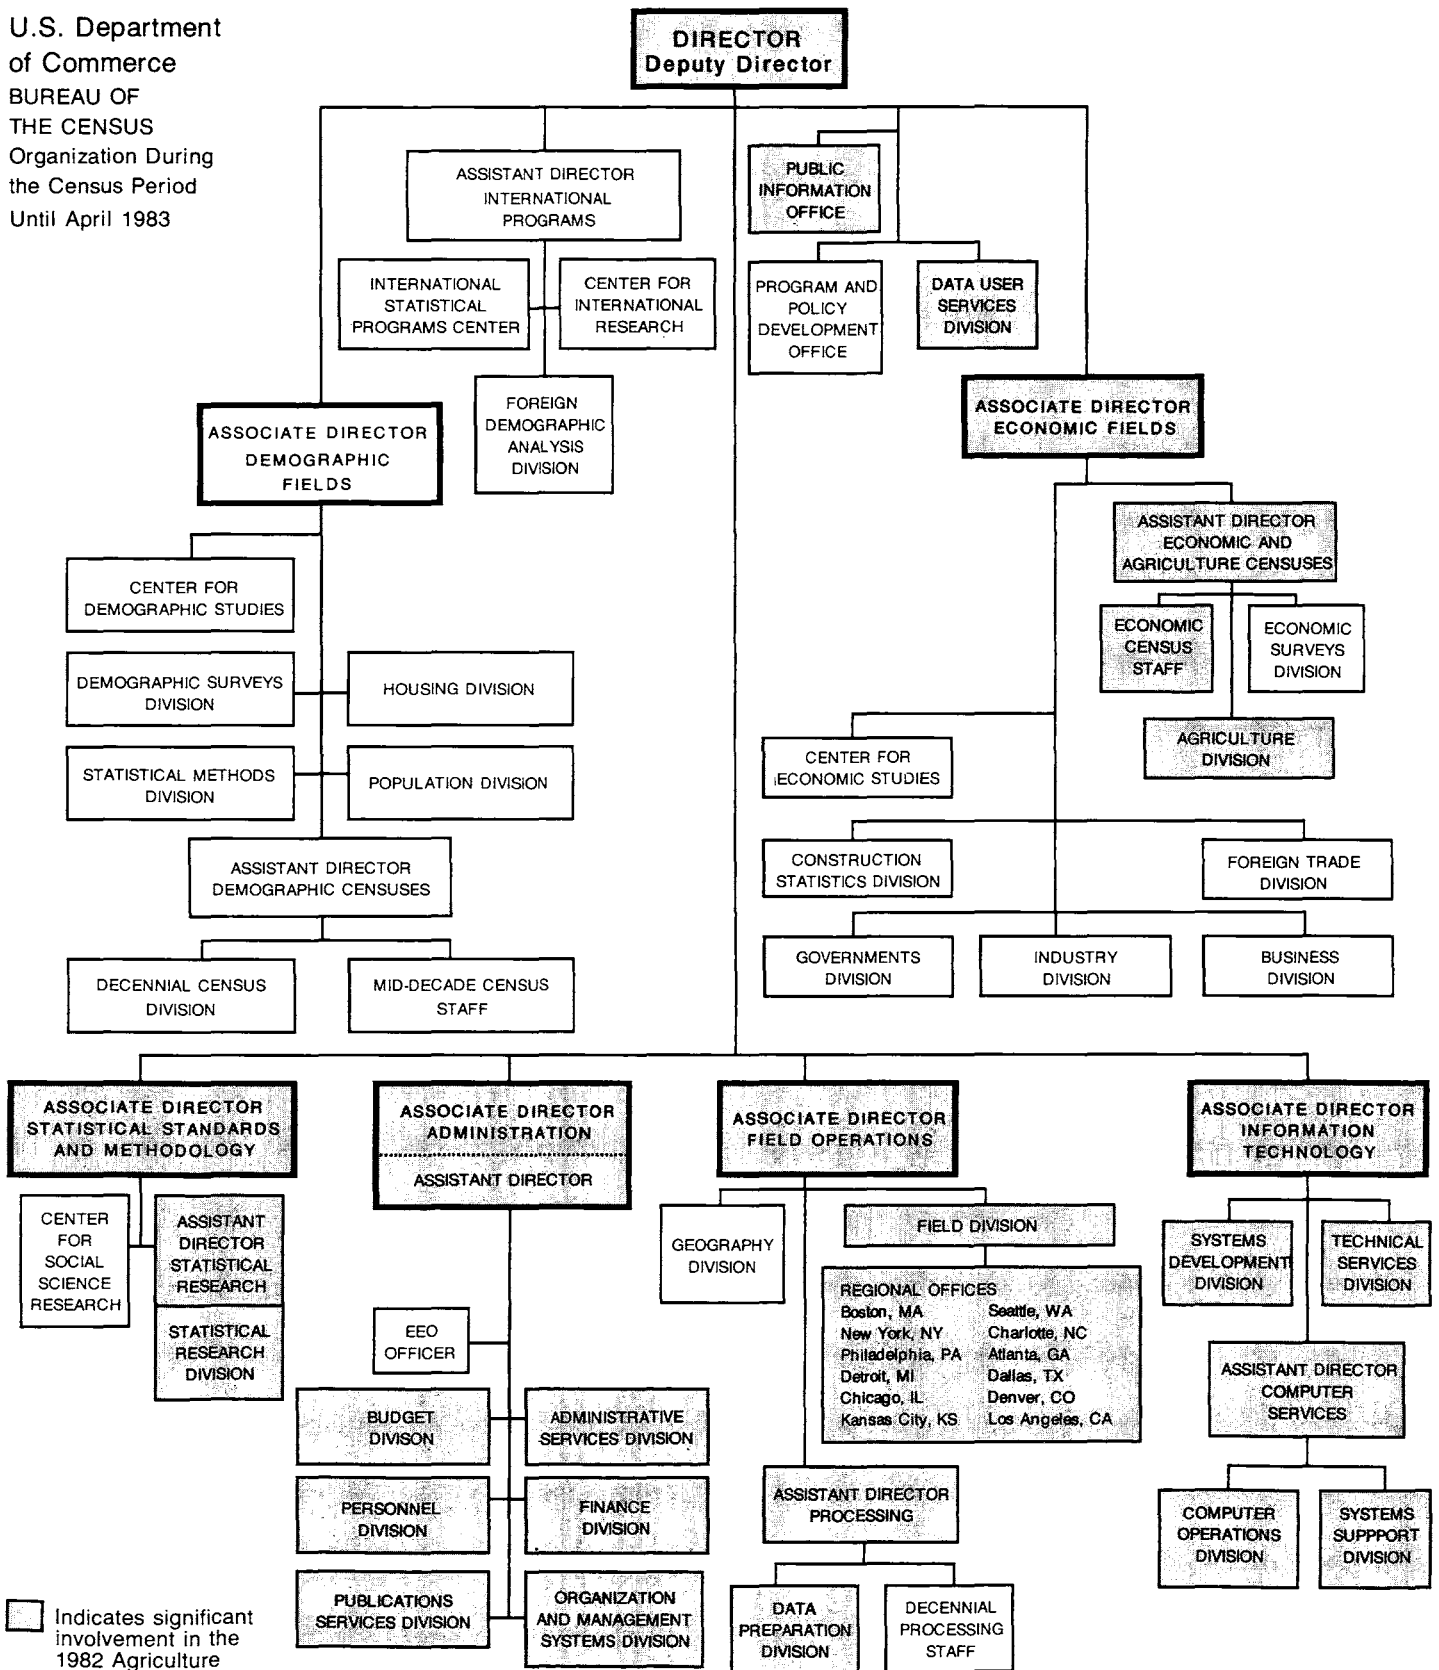 U.S. Department
of Commerce
BUREAU OF
THE CENSUS
Organization During
the Census Period
Until April 1983
DIRECTOR
Deputy Director
ASSISTANT DIRECTOR
INTERNATIONAL
PROGRAMS
INTERNATIONAL
STATISTICAL
PROGRAMS CENTER
CENTER FOR
INTERNATIONAL
RESEARCH
FOREIGN
DEMOGRAPHIC
ANALYSIS
DIVISION
PUBLIC
INFORMATION
OFFICE
PROGRAM AND
POLICY
DEVELOPMENT
OFFICE
DATA USER
SERVICES
DIVISION
ASSOCIATE DIRECTOR
DEMOGRAPHIC
FIELDS
CENTER FOR
DEMOGRAPHIC STUDIES
DEMOGRAPHIC SURVEYS
DIVISION
HOUSING DIVISION
STATISTICAL METHODS
DIVISION
POPULATION DIVISION
ASSISTANT DIRECTOR
DEMOGRAPHIC CENSUSES
DECENNIAL CENSUS
DIVISION
MID-DECADE CENSUS
STAFF
ASSOCIATE DIRECTOR
ECONOMIC FIELDS
ASSISTANT DIRECTOR
ECONOMIC AND
AGRICULTURE CENSUSES
ECONOMIC
CENSUS
STAFF
ECONOMIC
SURVEYS
DIVISION
AGRICULTURE
DIVISION
CENTER FOR
ECONOMIC STUDIES
CONSTRUCTION
STATISTICS DIVISION
FOREIGN TRADE
DIVISION
GOVERNMENTS
DIVISION
INDUSTRY
DIVISION
BUSINESS
DIVISION
ASSOCIATE DIRECTOR
STATISTICAL STANDARDS
AND METHODOLOGY
CENTER
FOR
SOCIAL
SCIENCE
RESEARCH
ASSISTANT
DIRECTOR
STATISTICAL
RESEARCH
STATISTICAL
RESEARCH
DIVISION
ASSOCIATE DIRECTOR
ADMINISTRATION
ASSISTANT DIRECTOR
EEO
OFFICER
BUDGET
DIVISON
ADMINISTRATIVE
SERVICES DIVISION
PERSONNEL
DIVISION
FINANCE
DIVISION
PUBLICATIONS
SERVICES DIVISION
ORGANIZATION
AND MANAGEMENT
SYSTEMS DIVISION
ASSOCIATE DIRECTOR
FIELD OPERATIONS
GEOGRAPHY
DIVISION
FIELD DIVISION
REGIONAL OFFICES
Boston, MA Seattle, WA
New York, NY Charlotte, NC
Philadelphia, PA Atlanta, GA
Detroit, MI Dallas, TX
Chicago, IL Denver, CO
Kansas City, KS Los Angeles, CA
ASSISTANT DIRECTOR
PROCESSING
DATA
PREPARATION
DIVISION
DECENNIAL
PROCESSING
STAFF
ASSOCIATE DIRECTOR
INFORMATION
TECHNOLOGY
SYSTEMS
DEVELOPMENT
DIVISION
TECHNICAL
SERVICES
DIVISION
ASSISTANT DIRECTOR
COMPUTER
SERVICES
COMPUTER
OPERATIONS
DIVISION
SYSTEMS
SUPPPORT
DIVISION
Indicates significant
involvement in the
1982 Agriculture